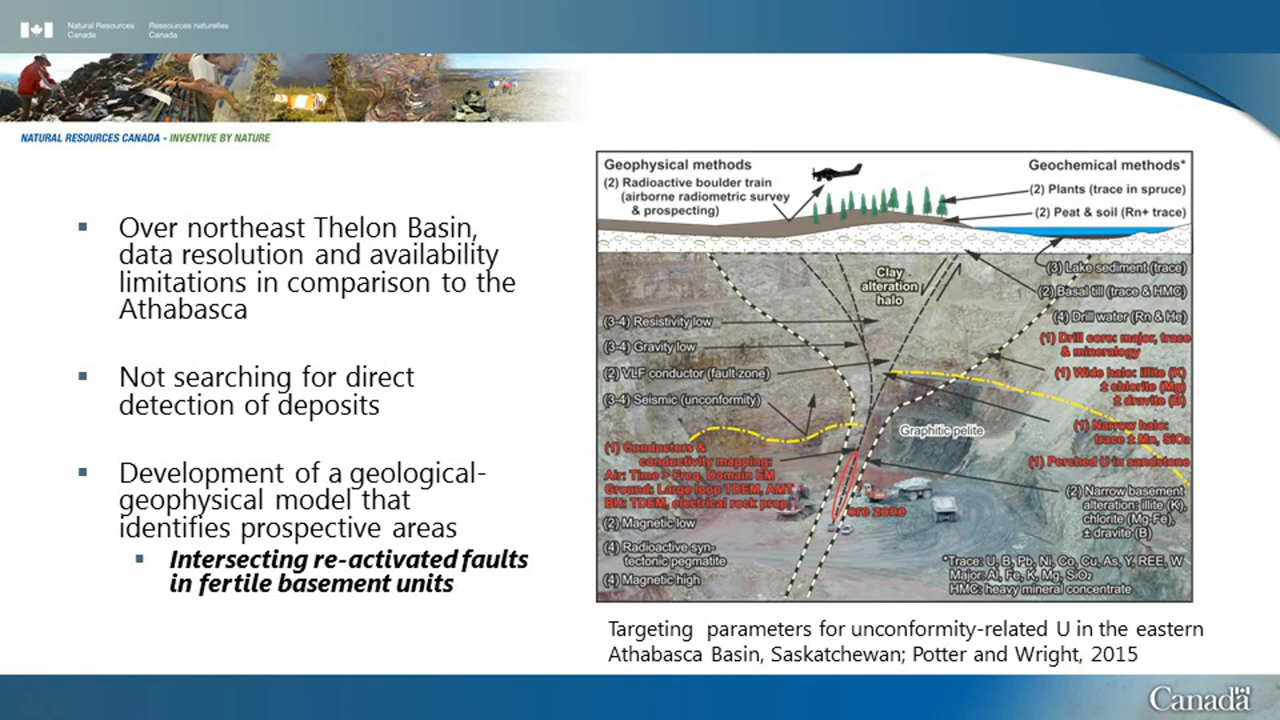 Natural Resources
Canada
Ressources naturelles
Canada
NATURAL RESOURCES CANADA - INVENTIVE BY NATURE
Over northeast Thelon Basin,
data resolution and availability
limitations in comparison to the
Athabasca
Not searching for direct
detection of deposits
Development of a geological-
geophysical model that
identifies prospective areas
Intersecting re-activated faults
in fertile basement units
Geophysical methods
(2) Radioactive boulder train
(airborne radiometric survey
& prospecting)
Geochemical methods*
(2) Plants (trace in spruce)
(2) Peat & soil (Rn+ trace)
Clay
alteration
halo
(3-4) Resistivity low
(3-4) Gravity low
(2) VLF conductor (fault zone)
(3-4) Seismic (unconformity)
(1) Conductors &
conductivity mapping:
Air: Time > Freq. Domain EM
Ground: Large loop TDEM, AMT
BH: TDEM, electrical rock prop.
(2) Magnetic low
(4) Radioactive syn-
tectonic pegmatite
(4) Magnetic high
(3) Lake sediment (trace)
(2) Basal till (trace & HMC)
(4) Drill water (Rn & He)
(1) Drill core: major, trace
& mineralogy
(1) Wide halo: illite (K)
± chlorite (Mg)
± dravite (B)
(1) Narrow halo:
trace ± Mn, SiO₂
(1) Perched U in sandstone
Graphitic pelite
ore zone
(2) Narrow basement
alteration: illite (K),
chlorite (Mg-Fe),
± dravite (B)
*Trace: U, B, Pb, Ni, Co, Cu, As, Y, REE, W
Major: Al, Fe, K, Mg, SiO₂
HMC: heavy mineral concentrate
Targeting parameters for unconformity-related U in the eastern
Athabasca Basin, Saskatchewan; Potter and Wright, 2015
Canada